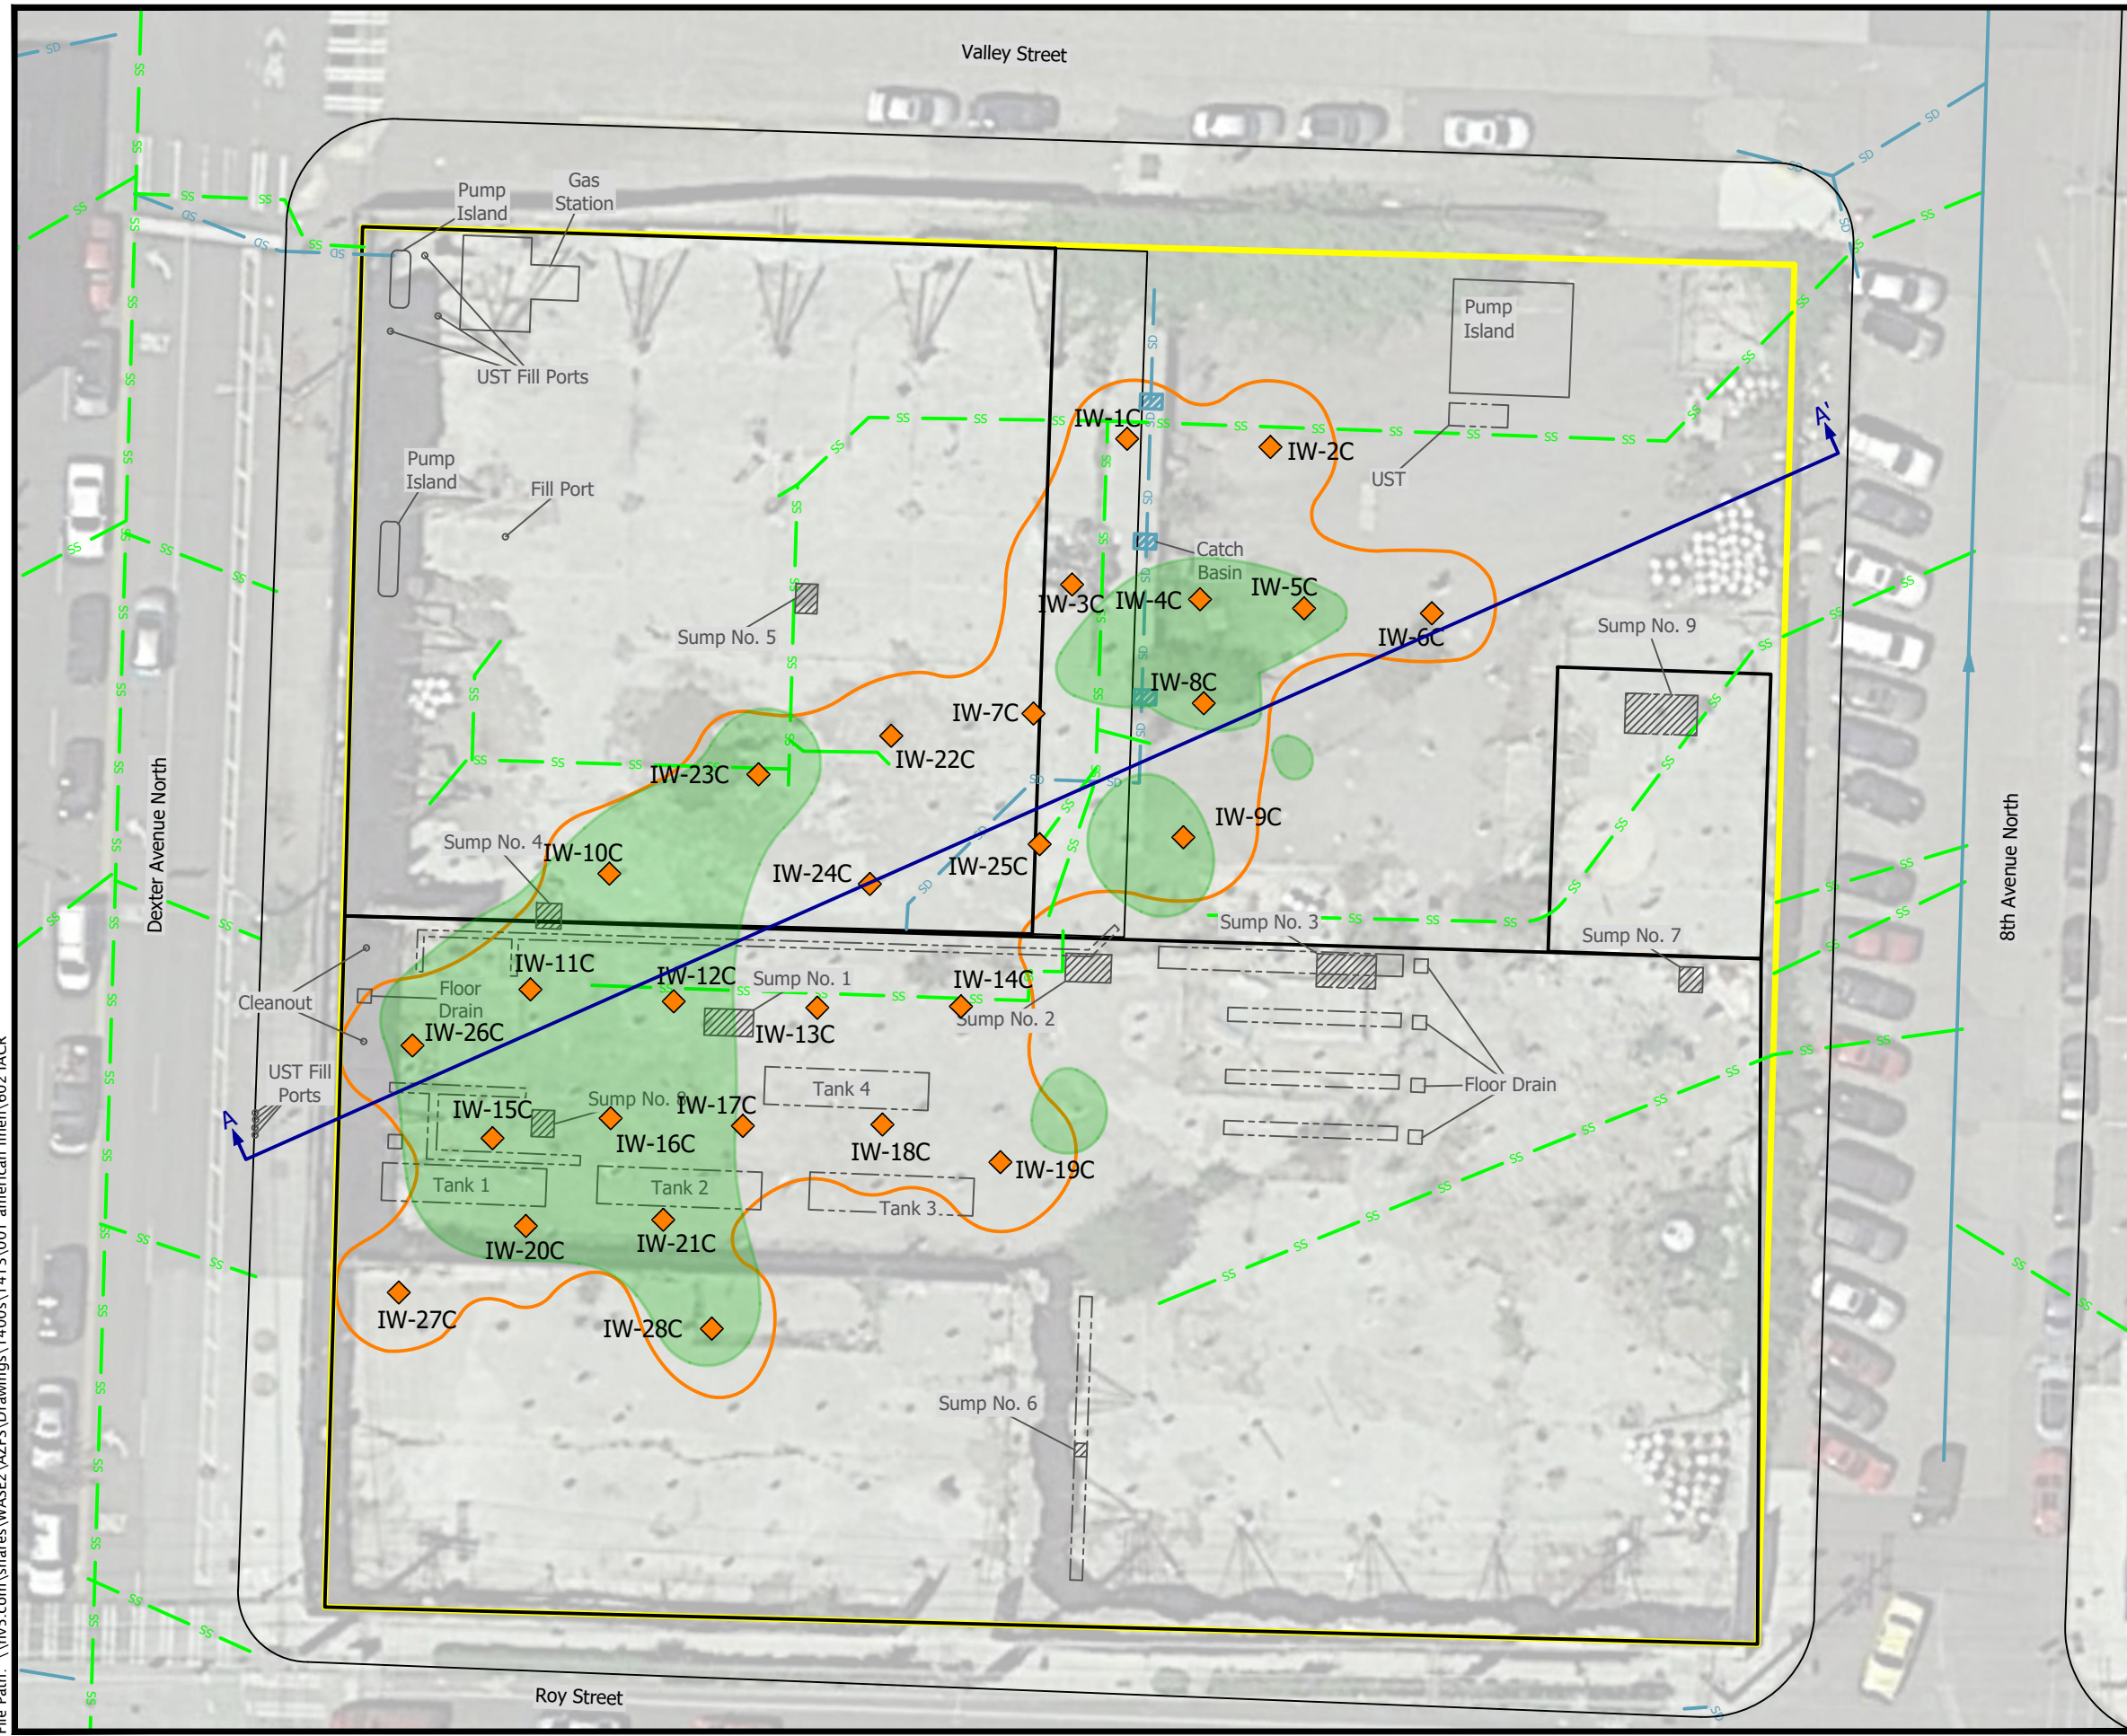 Valley Street
Pump
Island
Gas
Station
UST Fill Ports
Pump
Island
UST
Pump
Island
Fill Port
A'
IW-1C
IW-2C
Catch
Basin
IW-3C
IW-4C
IW-5C
IW-6C
Sump No. 5
Sump No. 9
IW-8C
IW-7C
IW-22C
IW-23C
IW-9C
Sump No. 4
IW-10C
IW-24C
IW-25C
Dexter Avenue North
8th Avenue North
Sump No. 3
Sump No. 7
IW-11C
IW-12C
Sump No. 1
IW-14C
Cleanout
Floor
Drain
Sump No. 2
IW-26C
IW-13C
UST Fill
Ports
Tank 4
Floor Drain
A
IW-15C
Sump No. 8
IW-17C
IW-16C
IW-18C
IW-19C
Tank 1
Tank 2
Tank 3
IW-20C
IW-21C
IW-27C
IW-28C
Sump No. 6
Roy Street
SS
SD